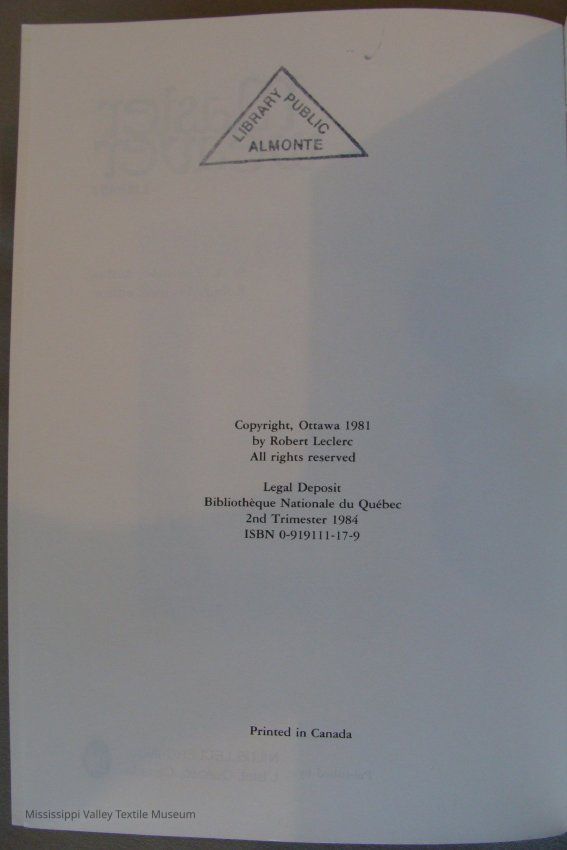 LIBRARY PUBLIC
ALMONTE
Copyright, Ottawa 1981
by Robert Leclerc
All rights reserved
Legal Deposit
Bibliothèque Nationale du Québec
2nd Trimester 1984
ISBN 0-919111-17-9
Printed in Canada
Mississippi Valley Textile Museum